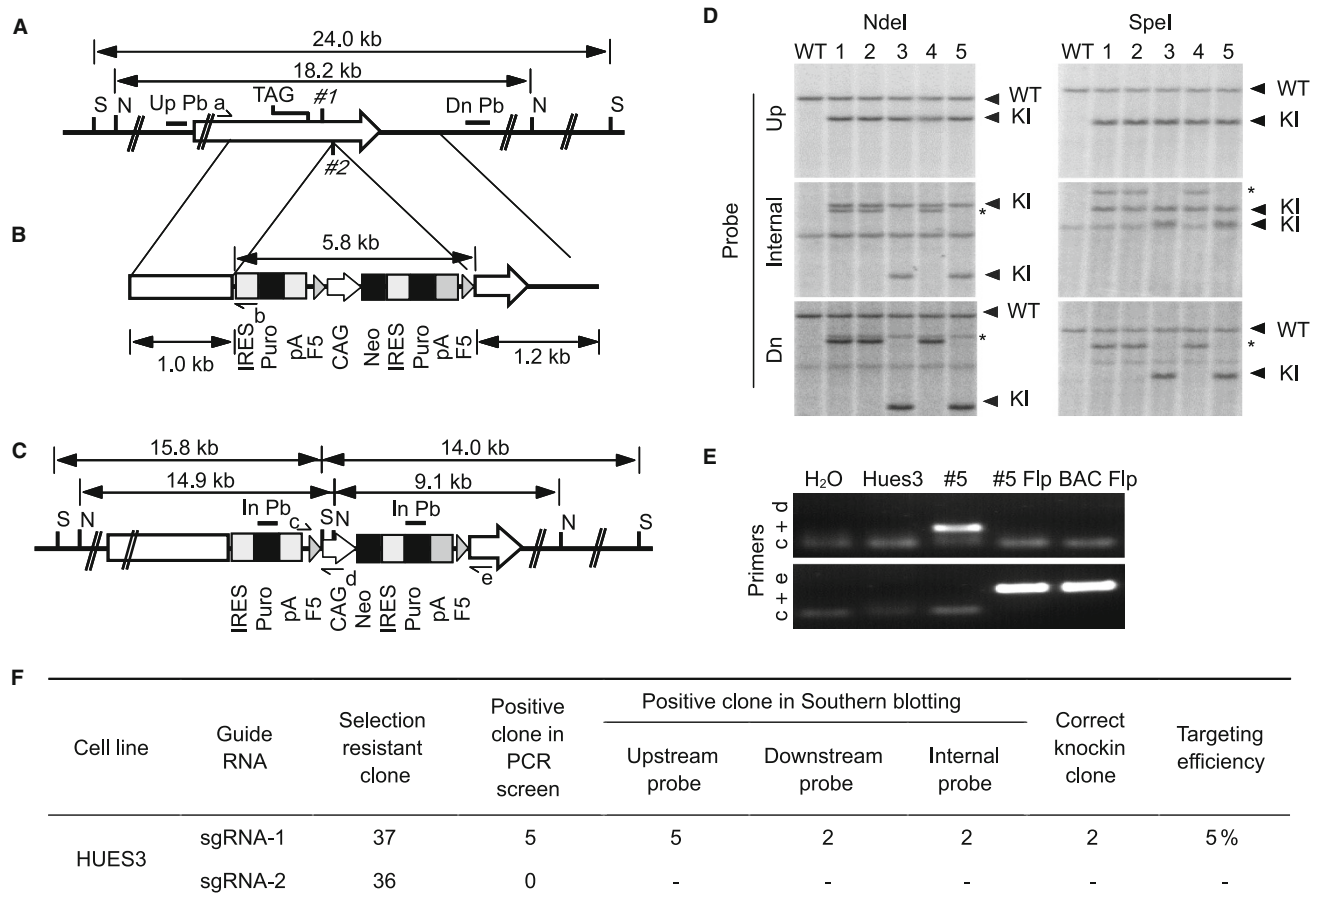 A
24.0 kb
18.2 kb
S N Up Pb a TAG #1 Dn Pb N S
#2
B
5.8 kb
b
1.0 kb
IRES
Puro
pA
F5
CAG
Neo
IRES
Puro
pA
F5
1.2 kb
C
15.8 kb 14.0 kb
14.9 kb 9.1 kb
S N In Pb c S N In Pb N S
d e
IRES
Puro
pA
F5
CAG
Neo
IRES
Puro
pA
F5
D
NdeI SpeI
WT 1 2 3 4 5 WT 1 2 3 4 5
Probe
Up
WT
KI
WT
KI
Internal
KI
*
KI
*
KI
KI
Dn
WT
*
KI
WT
*
KI
E
H2O Hues3 #5 #5 Flp BAC Flp
Primers
c + d
c + e
F
Cell line
Guide RNA
Selection resistant clone
Positive clone in PCR screen
Positive clone in Southern blotting
Upstream probe
Downstream probe
Internal probe
Correct knockin clone
Targeting efficiency
HUES3
sgRNA-1 37 5 5 2 2 2 5%
sgRNA-2 36 0 - - - - -